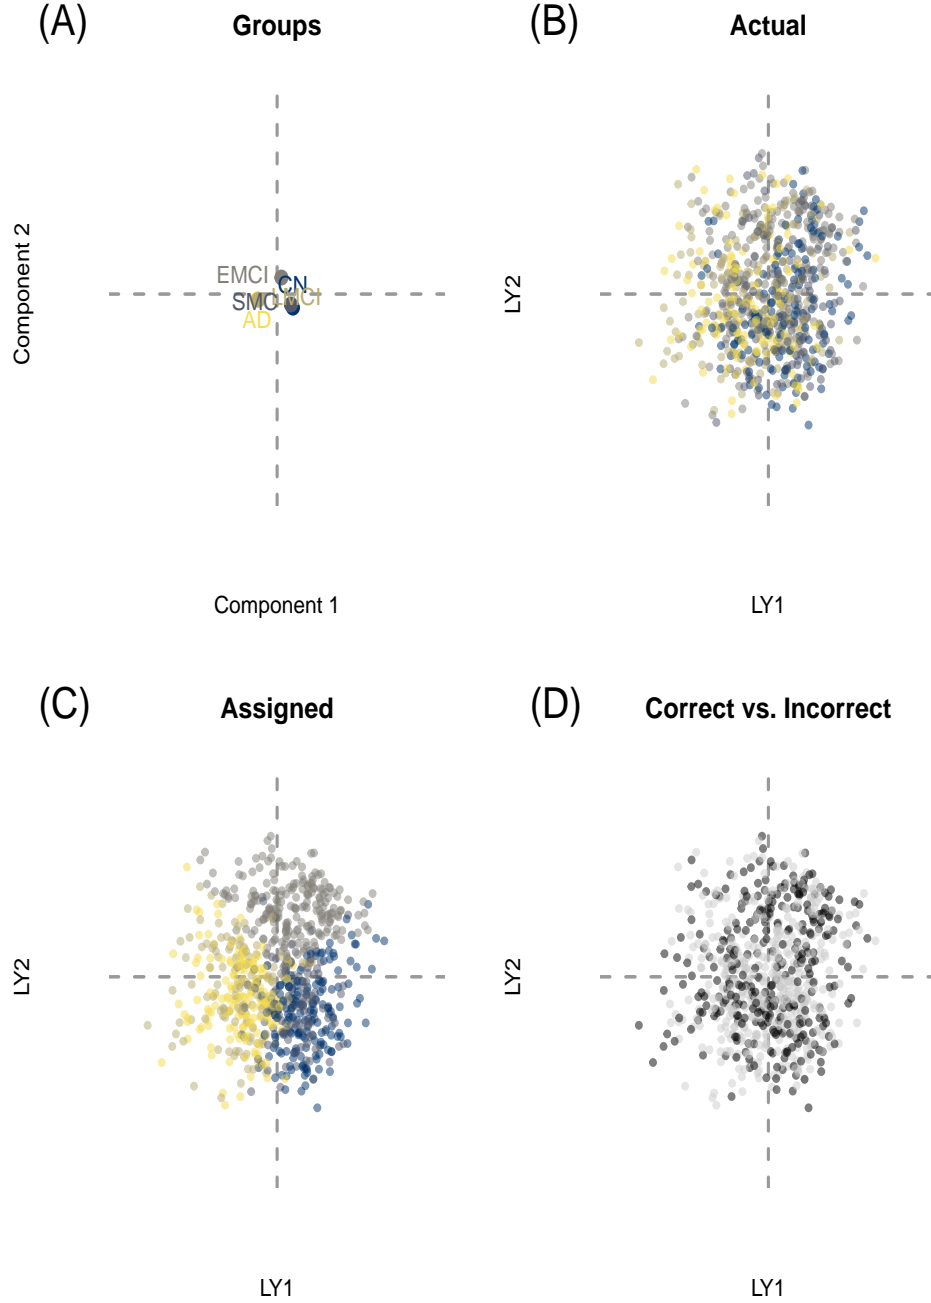 (A)
Groups
(B)
Actual
Component 2
EMCI
CN
SMC
LMCI
AD
LY2
Component 1
LY1
(C)
Assigned
(D)
Correct vs. Incorrect
LY2
LY2
LY1
LY1